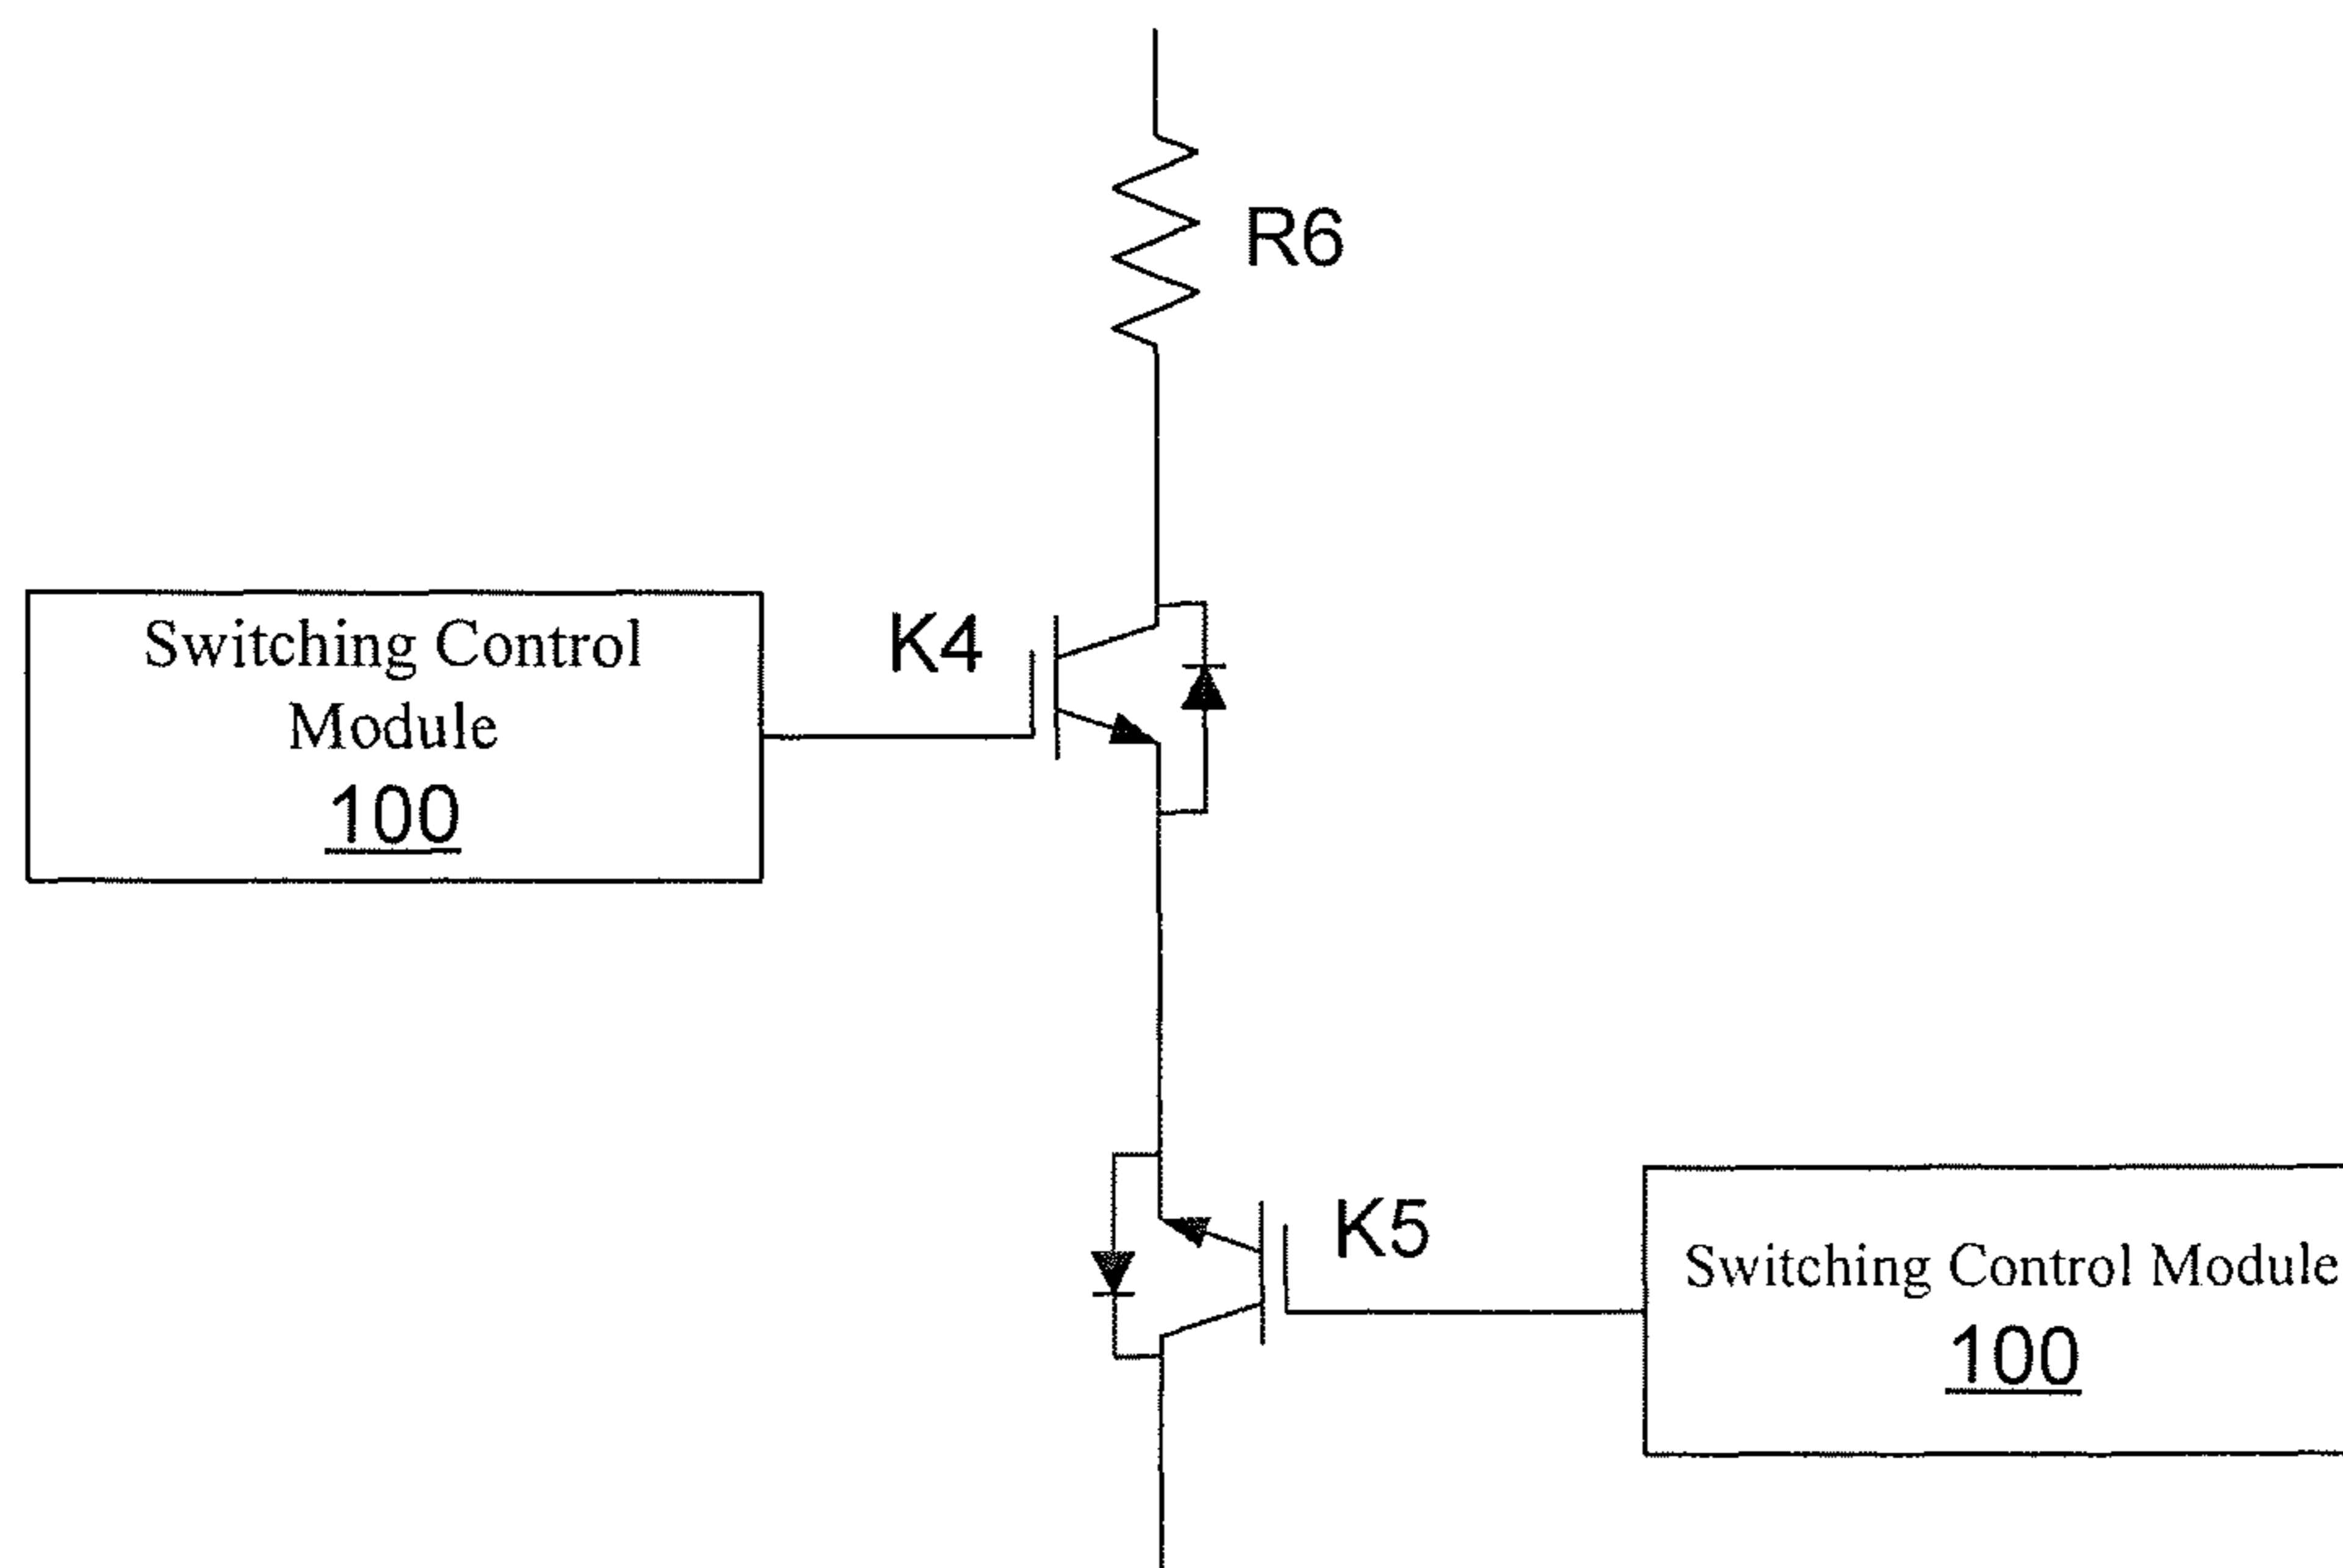 R6
K4
Switching Control
Module
100
K5
Switching Control Module
100